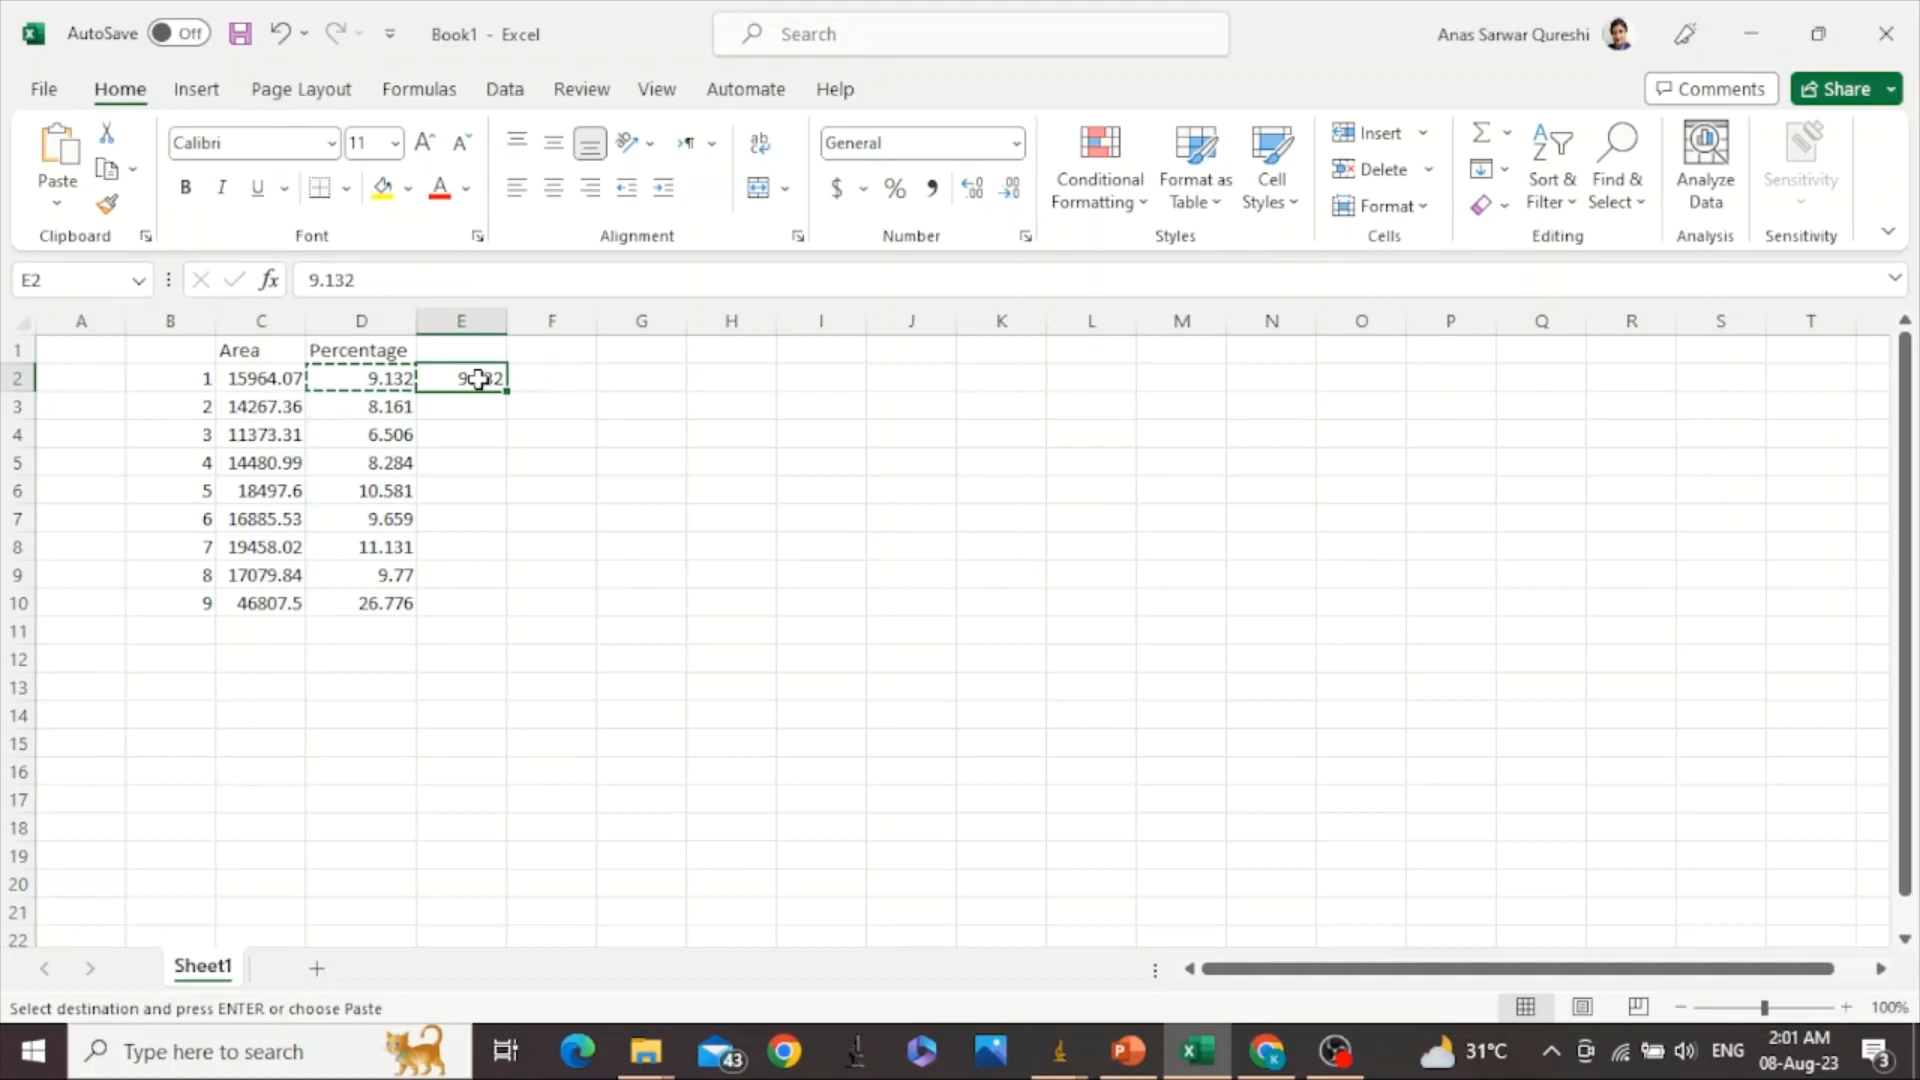 AutoSave Off Book1 - Excel Search Anas Sarwar Qureshi
File Home Insert Page Layout Formulas Data Review View Automate Help Comments Share
Paste Calibri 11 General Conditional Formatting Format as Table Cell Styles Insert Delete Format Sort & Filter Find & Select Analyze Data Sensitivity
Clipboard Font Alignment Number Styles Cells Editing Analysis Sensitivity
E2 fx 9.132
A B C D E F G H I J K L M N O P Q R S T
1 Area Percentage
2 1 15964.07 9.132
3 2 14267.36 8.161
4 3 11373.31 6.506
5 4 14480.99 8.284
6 5 18497.6 10.581
7 6 16885.53 9.659
8 7 19458.02 11.131
9 8 17079.84 9.77
10 9 46807.5 26.776
11
12
13
14
15
16
17
18
19
20
21
22
Sheet1
Select destination and press ENTER or choose Paste 100%
Type here to search 43 31°C ENG 2:01 AM
08-Aug-23 3